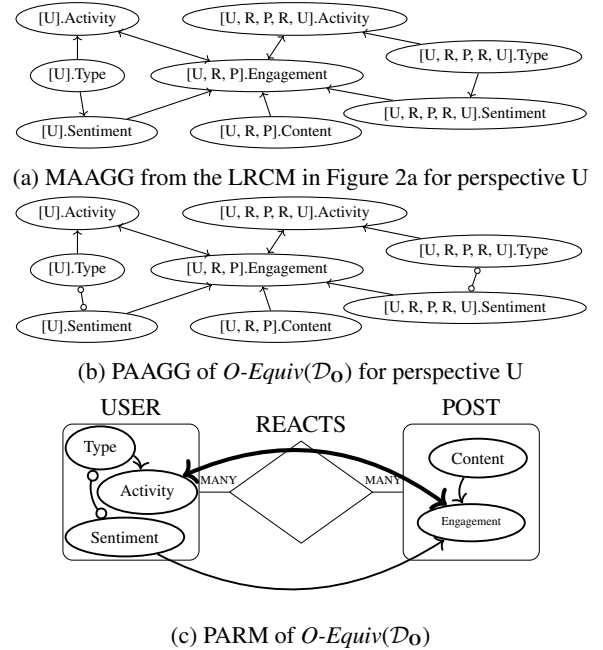 [U].Activity
[U, R, P, R, U].Activity
[U].Type
[U, R, P].Engagement
[U, R, P, R, U].Type
[U].Sentiment
[U, R, P].Content
[U, R, P, R, U].Sentiment
(a) MAAGG from the LRCM in Figure 2a for perspective U
[U].Activity
[U, R, P, R, U].Activity
[U].Type
[U, R, P].Engagement
[U, R, P, R, U].Type
[U].Sentiment
[U, R, P].Content
[U, R, P, R, U].Sentiment
(b) PAAGG of O-Equiv(𝒟_O) for perspective U
USER
REACTS
POST
Type
Content
Activity
MANY
MANY
Engagement
Sentiment
(c) PARM of O-Equiv(𝒟_O)